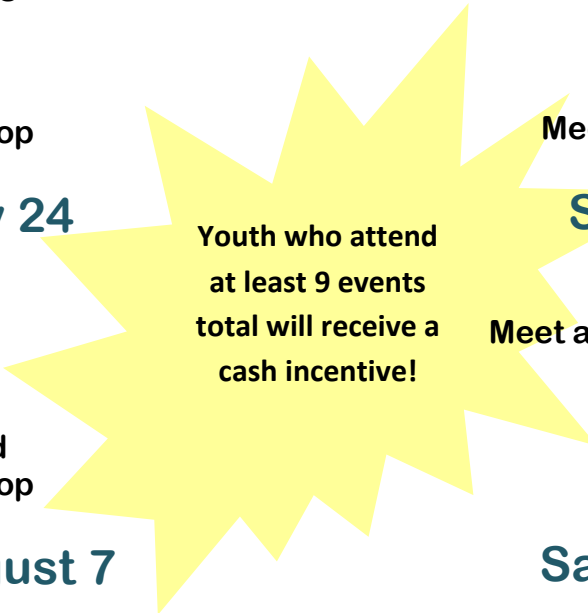 op
24
Youth who attend
at least 9 events
total will receive a
cash incentive!
op
ust 7
Me
S
Meet a
Sa